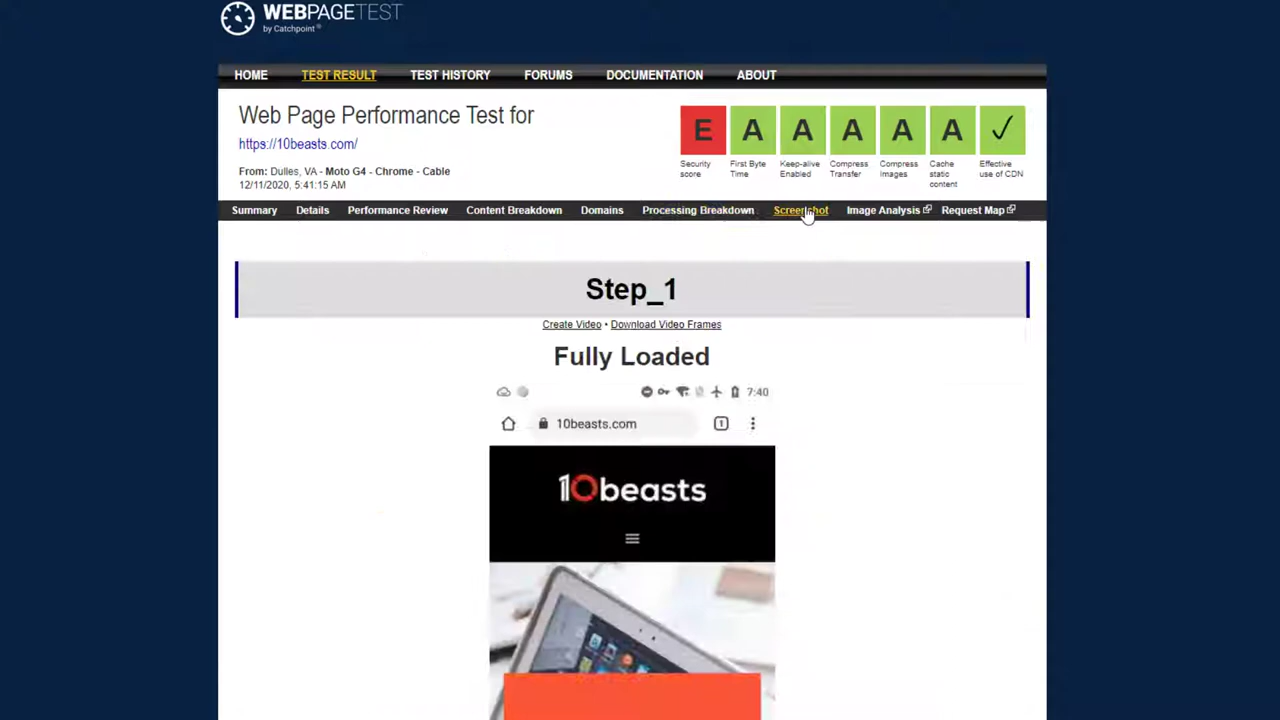 WEBPAGETEST
by Catchpoint®
HOME TEST RESULT TEST HISTORY FORUMS DOCUMENTATION ABOUT
Web Page Performance Test for
https://10beasts.com/
From: Dulles, VA - Moto G4 - Chrome - Cable
12/11/2020, 5:41:15 AM
E A A A A A ✓
Security score
First Byte Time
Keep-alive Enabled
Compress Transfer
Compress Images
Cache static content
Effective use of CDN
Summary Details Performance Review Content Breakdown Domains Processing Breakdown Screenshot Image Analysis Request Map
Step_1
Create Video • Download Video Frames
Fully Loaded
7:40
10beasts.com 1
10beasts